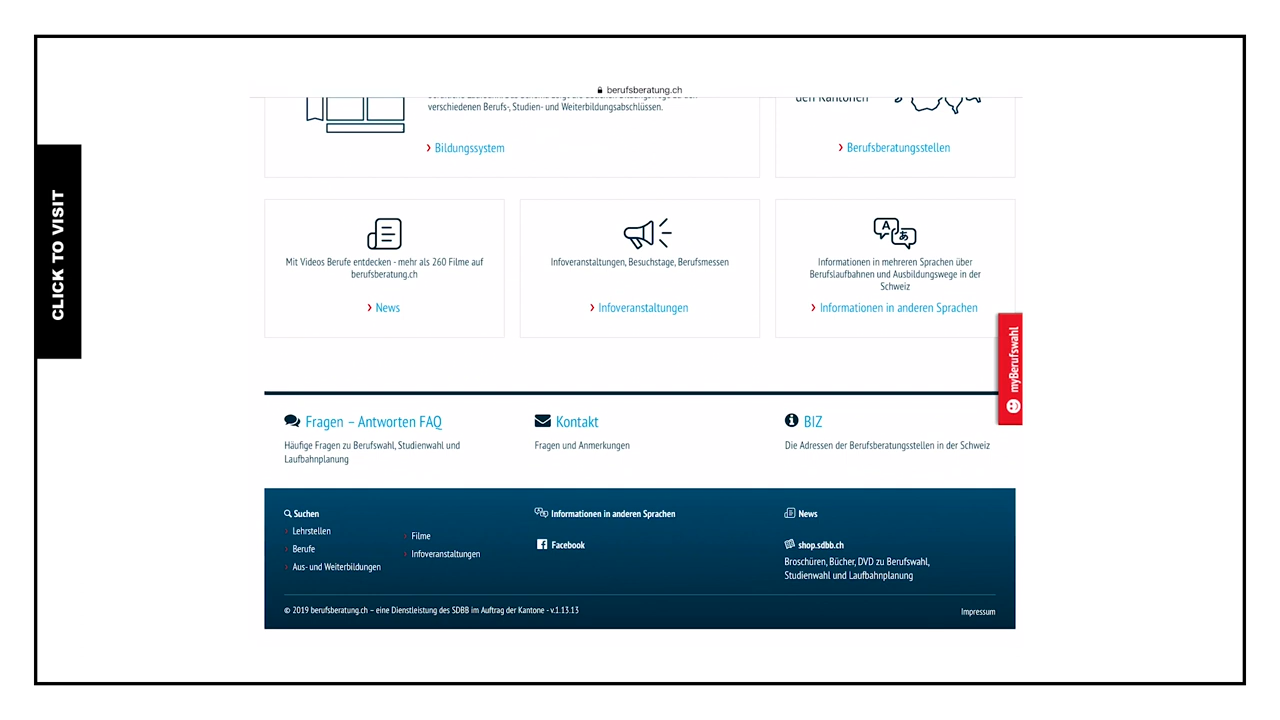 berufsberatung.ch
verschiedenen Berufs-, Studien- und Weiterbildungsabschlüssen.
den Kantonen
Bildungssystem
Berufsberatungsstellen
CLICK TO VISIT
Mit Videos Berufe entdecken - mehr als 260 Filme auf
berufsberatung.ch
News
Infoveranstaltungen, Besuchstage, Berufsmessen
Infoveranstaltungen
A あ
Informationen in mehreren Sprachen über
Berufslaufbahnen und Ausbildungswege in der
Schweiz
Informationen in anderen Sprachen
myBerufswahl
Fragen – Antworten FAQ
Häufige Fragen zu Berufswahl, Studienwahl und
Laufbahnplanung
Kontakt
Fragen und Anmerkungen
BIZ
Die Adressen der Berufsberatungsstellen in der Schweiz
Suchen
Lehrstellen
Berufe
Aus- und Weiterbildungen
Filme
Infoveranstaltungen
Informationen in anderen Sprachen
Facebook
News
shop.sdbb.ch
Broschüren, Bücher, DVD zu Berufswahl,
Studienwahl und Laufbahnplanung
© 2019 berufsberatung.ch – eine Dienstleistung des SDBB im Auftrag der Kantone - v.1.13.13
Impressum